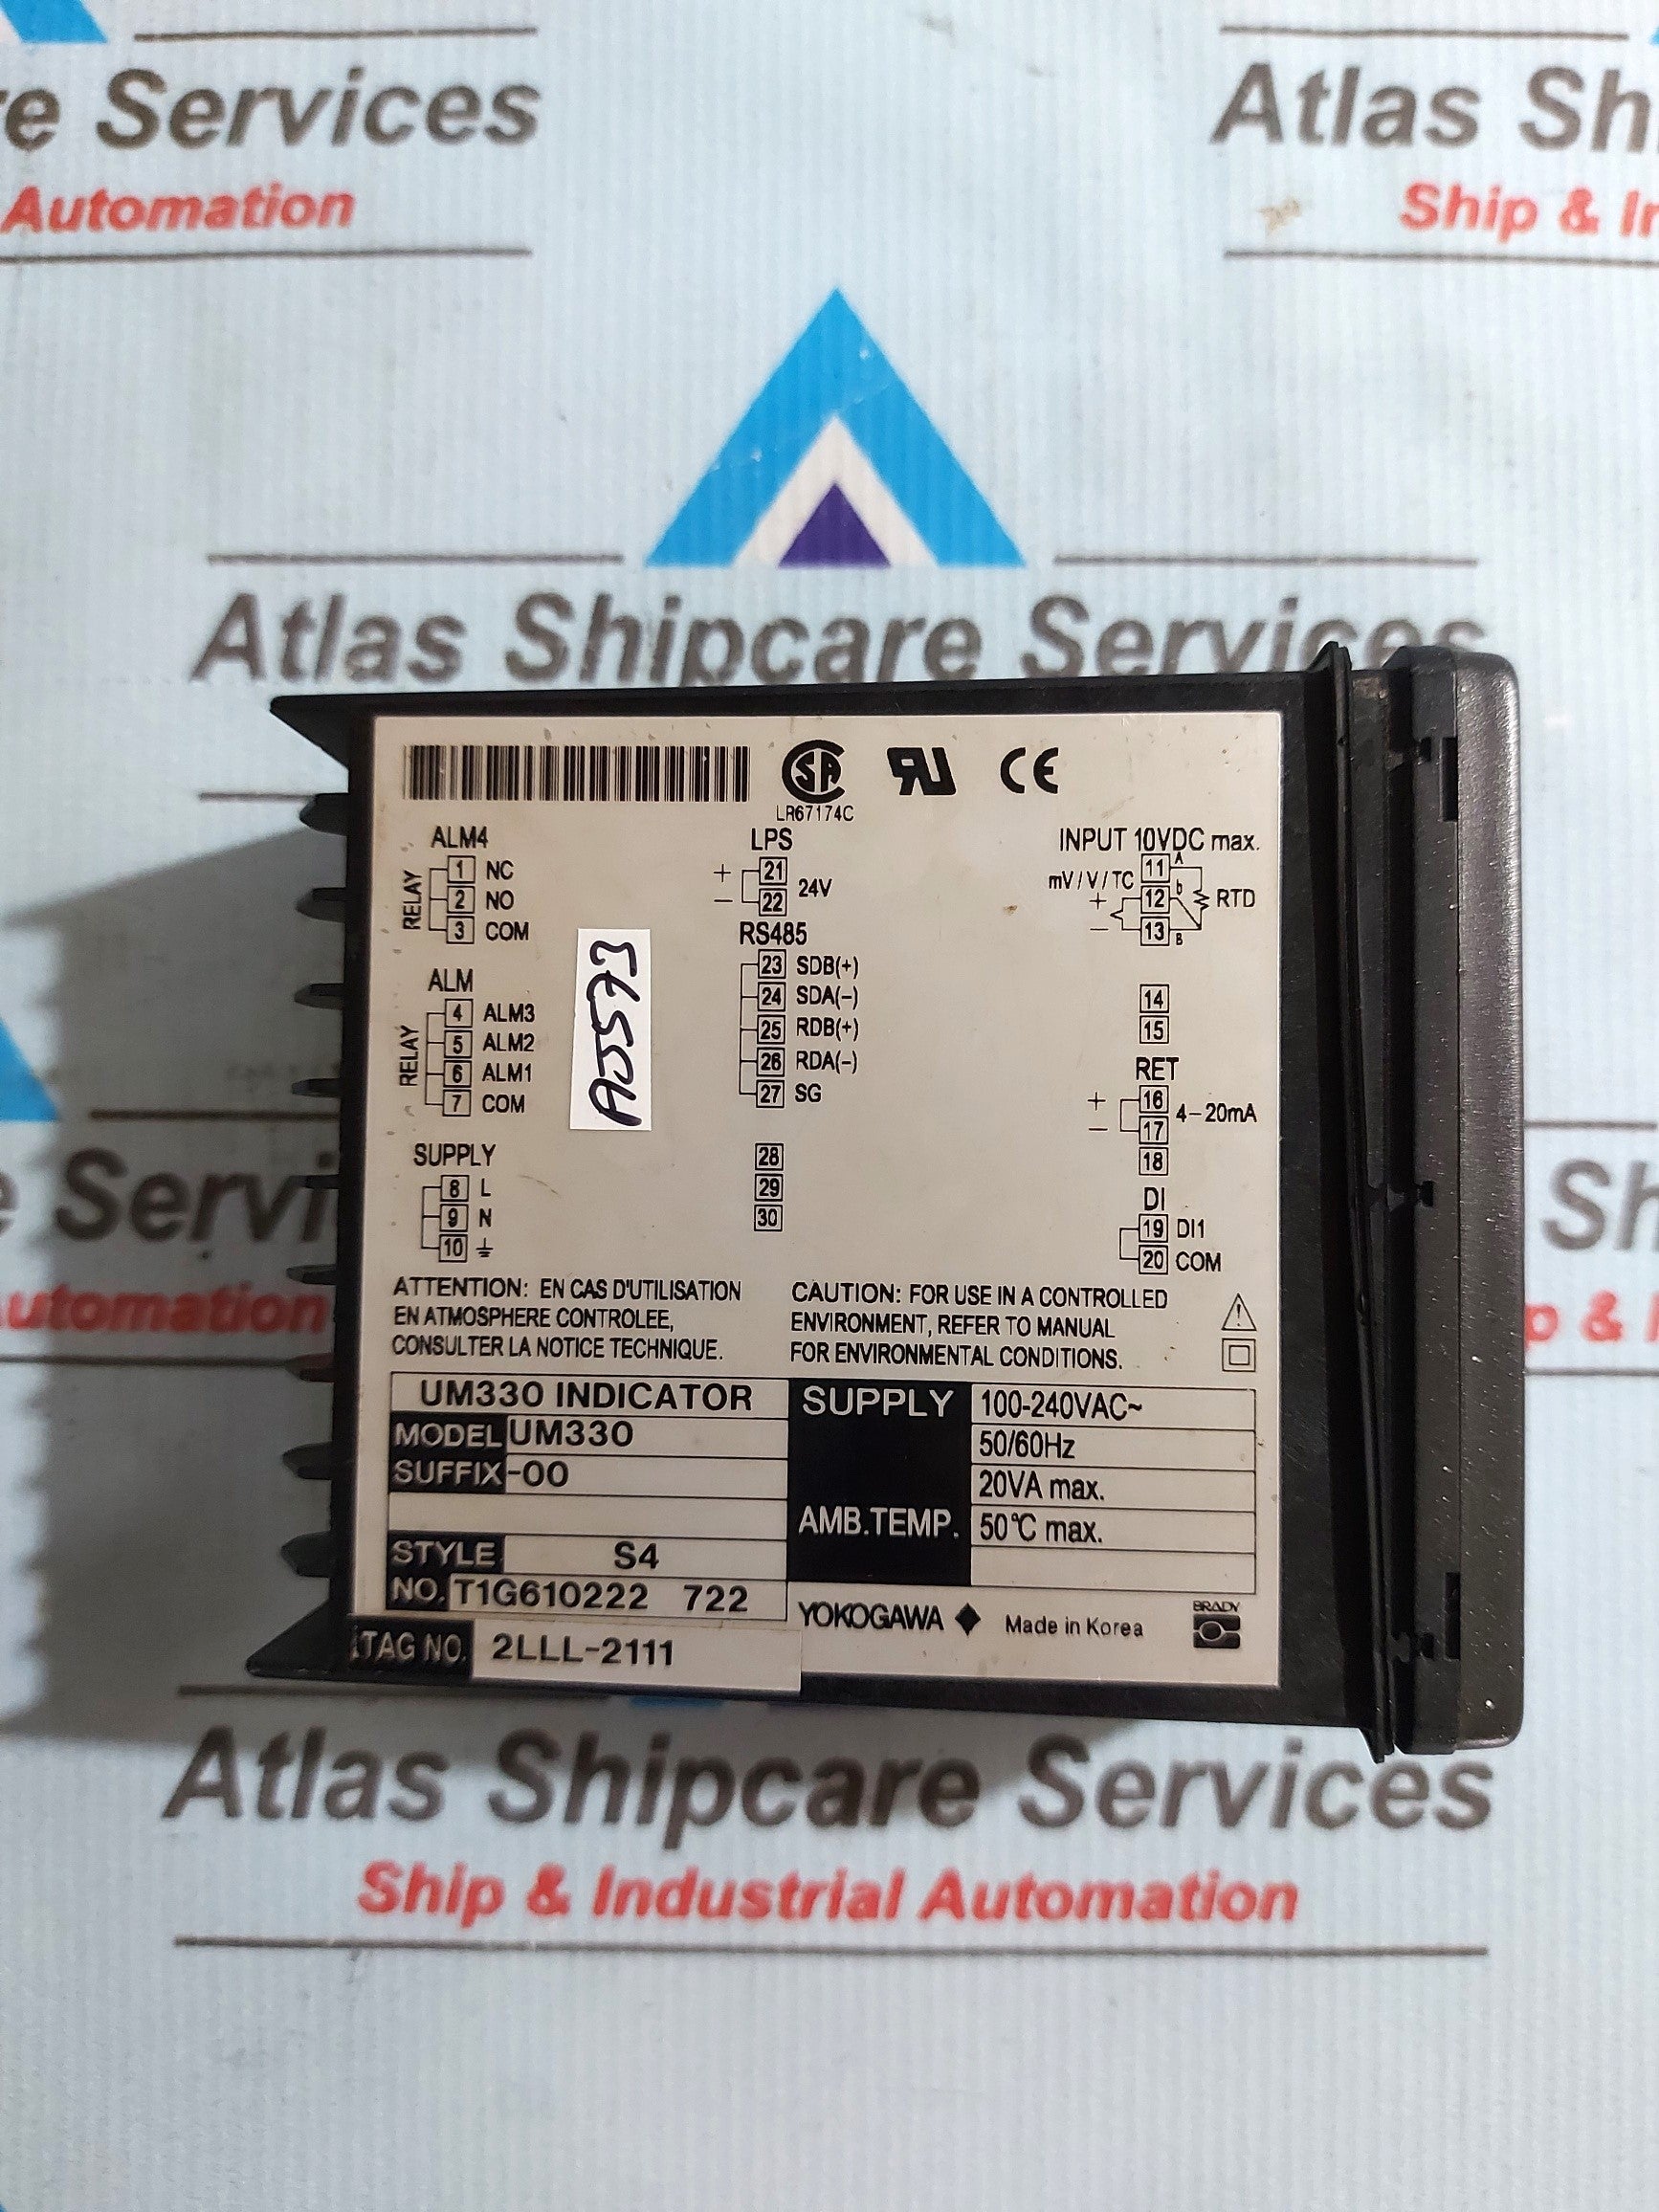 re Services
Atlas Sh
Automation
Ship & In
Atlas Shipcare Services
LR67174C
CE
ALM4
RELAY
1 NC
2 NO
3 COM
ALM
RELAY
4 ALM3
5 ALM2
6 ALM1
7 COM
SUPPLY
8 L
9 N
10
AJ573
LPS
+ 21
24V
- 22
RS485
23 SDB(+)
24 SDA(-)
25 RDB(+)
26 RDA(-)
27 SG
28
29
30
INPUT 10VDC max.
mV/V/TC
11 A
+ 12 b
RTD
- 13 B
14
15
RET
+ 16
4-20mA
- 17
18
DI
19 DI1
20 COM
ATTENTION: EN CAS D'UTILISATION
EN ATMOSPHERE CONTROLEE,
CONSULTER LA NOTICE TECHNIQUE.
CAUTION: FOR USE IN A CONTROLLED
ENVIRONMENT, REFER TO MANUAL
FOR ENVIRONMENTAL CONDITIONS.
UM330 INDICATOR
MODEL UM330
SUFFIX -00
STYLE S4
NO. T1G610222 722
TAG NO. 2LLL-2111
SUPPLY 100-240VAC~
50/60Hz
20VA max.
AMB.TEMP. 50°C max.
YOKOGAWA Made in Korea
BRADY
e Servi
Sh
utomation
p & I
Atlas Shipcare Services
Ship & Industrial Automation